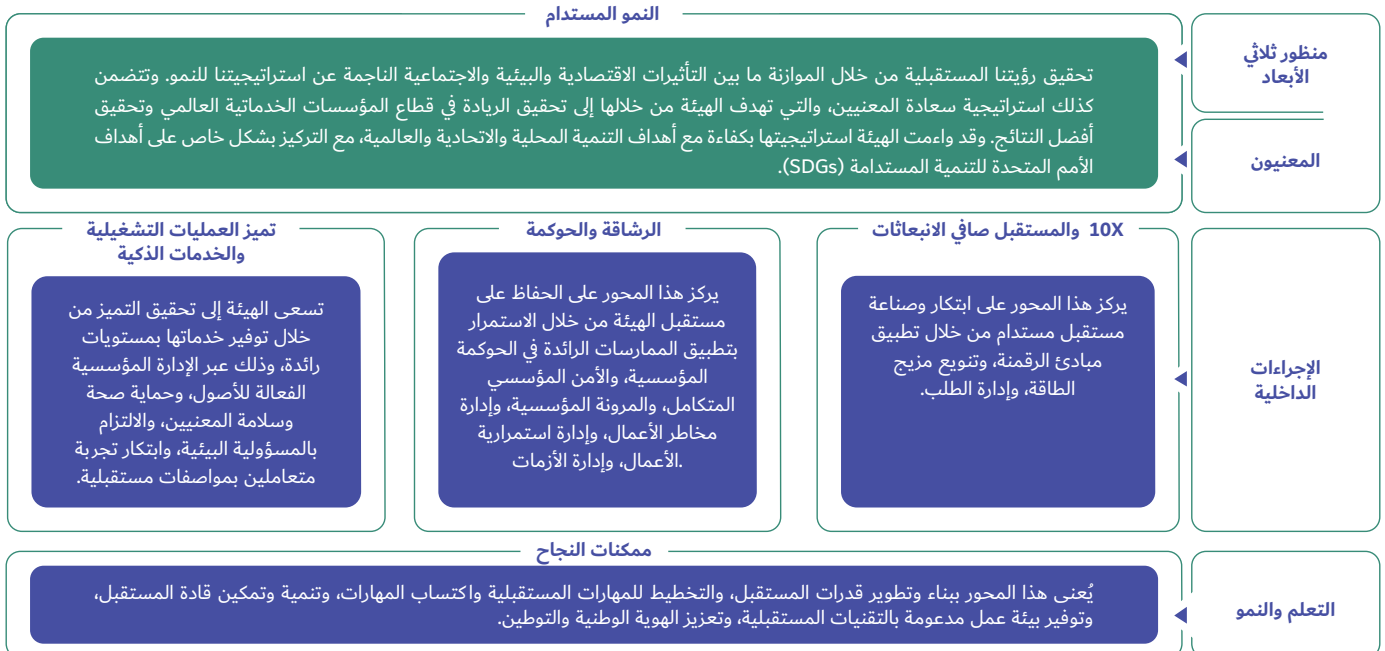 النمو المستدام
منظور ثلاثي
الأبعاد
تحقيق رؤيتنا المستقبلية من خلال الموازنة ما بين التأثيرات الاقتصادية والبيئية والاجتماعية الناجمة عن استراتيجيتنا للنمو. وتتضمن
كذلك استراتيجية سعادة المعنيين، والتي تهدف الهيئة من خلالها إلى تحقيق الريادة في قطاع المؤسسات الخدماتية العالمي وتحقيق
أفضل النتائج. وقد واءمت الهيئة استراتيجيتها بكفاءة مع أهداف التنمية المحلية والاتحادية والعالمية، مع التركيز بشكل خاص على أهداف
الأمم المتحدة للتنمية المستدامة (SDGs).
المعنيون
الإجراءات
الداخلية
10X والمستقبل صافي الانبعاثات
يركز هذا المحور على ابتكار وصناعة
مستقبل مستدام من خلال تطبيق
مبادئ الرقمنة، وتنويع مزيج
الطاقة، وإدارة الطلب.
الرشاقة والحوكمة
يركز هذا المحور على الحفاظ على
مستقبل الهيئة من خلال الاستمرار
بتطبيق الممارسات الرائدة في الحوكمة
المؤسسية، والأمن المؤسسي
المتكامل، والمرونة المؤسسية، وإدارة
مخاطر الأعمال، وإدارة استمرارية
.الأعمال، وإدارة الأزمات
تميز العمليات التشغيلية
والخدمات الذكية
تسعى الهيئة إلى تحقيق التميز من
خلال توفير خدماتها بمستويات
رائدة، وذلك عبر الإدارة المؤسسية
الفعالة للأصول، وحماية صحة
وسلامة المعنيين، والالتزام
بالمسؤولية البيئية، وابتكار تجربة
متعاملين بمواصفات مستقبلية.
ممكنات النجاح
التعلم والنمو
يُعنى هذا المحور ببناء وتطوير قدرات المستقبل، والتخطيط للمهارات المستقبلية واكتساب المهارات، وتنمية وتمكين قادة المستقبل،
وتوفير بيئة عمل مدعومة بالتقنيات المستقبلية، وتعزيز الهوية الوطنية والتوطين.